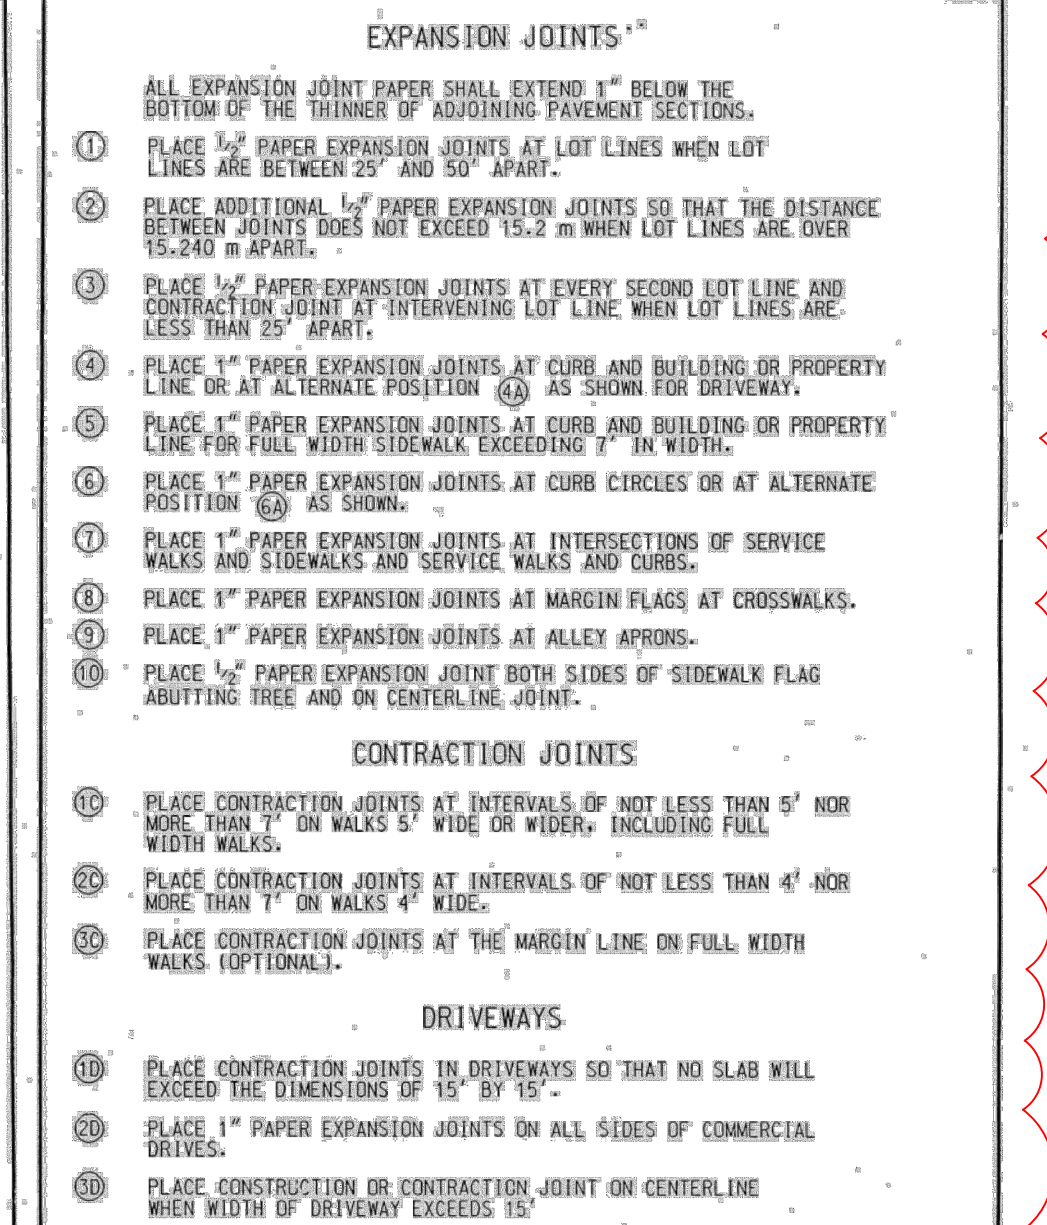 EXPANSION JOINTS
ALL EXPANSION JOINT PAPER SHALL EXTEND 1" BELOW THE
BOTTOM OF THE THINNER OF ADJOINING PAVEMENT SECTIONS.
1 PLACE 1/2" PAPER EXPANSION JOINTS AT LOT LINES WHEN LOT
LINES ARE BETWEEN 25' AND 50' APART.
2 PLACE ADDITIONAL 1/2" PAPER EXPANSION JOINTS SO THAT THE DISTANCE
BETWEEN JOINTS DOES NOT EXCEED 15.2 m WHEN LOT LINES ARE OVER
15.240 m APART.
3 PLACE 1/2" PAPER EXPANSION JOINTS AT EVERY SECOND LOT LINE AND
CONTRACTION JOINT AT INTERVENING LOT LINE WHEN LOT LINES ARE
LESS THAN 25' APART.
4 PLACE 1" PAPER EXPANSION JOINTS AT CURB AND BUILDING OR PROPERTY
LINE OR AT ALTERNATE POSITION 4A AS SHOWN FOR DRIVEWAY.
5 PLACE 1" PAPER EXPANSION JOINTS AT CURB AND BUILDING OR PROPERTY
LINE FOR FULL WIDTH SIDEWALK EXCEEDING 7' IN WIDTH.
6 PLACE 1" PAPER EXPANSION JOINTS AT CURB CIRCLES OR AT ALTERNATE
POSITION 6A AS SHOWN.
7 PLACE 1" PAPER EXPANSION JOINTS AT INTERSECTIONS OF SERVICE
WALKS AND SIDEWALKS AND SERVICE WALKS AND CURBS.
8 PLACE 1" PAPER EXPANSION JOINTS AT MARGIN FLAGS AT CROSSWALKS.
9 PLACE 1" PAPER EXPANSION JOINTS AT ALLEY APRONS.
10 PLACE 1/2" PAPER EXPANSION JOINT BOTH SIDES OF SIDEWALK FLAG
ABUTTING TREE AND ON CENTERLINE JOINT.
CONTRACTION JOINTS
1C PLACE CONTRACTION JOINTS AT INTERVALS OF NOT LESS THAN 5' NOR
MORE THAN 7' ON WALKS 5' WIDE OR WIDER, INCLUDING FULL
WIDTH WALKS.
2C PLACE CONTRACTION JOINTS AT INTERVALS OF NOT LESS THAN 4' NOR
MORE THAN 7' ON WALKS 4' WIDE.
3C PLACE CONTRACTION JOINTS AT THE MARGIN LINE ON FULL WIDTH
WALKS (OPTIONAL).
DRIVEWAYS
1D PLACE CONTRACTION JOINTS IN DRIVEWAYS SO THAT NO SLAB WILL
EXCEED THE DIMENSIONS OF 15' BY 15'.
2D PLACE 1" PAPER EXPANSION JOINTS ON ALL SIDES OF COMMERCIAL
DRIVES.
3D PLACE CONSTRUCTION OR CONTRACTION JOINT ON CENTERLINE
WHEN WIDTH OF DRIVEWAY EXCEEDS 15'